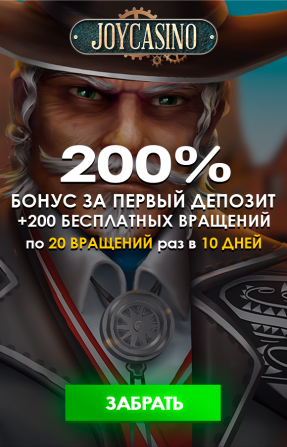 JOYCASINO
200%
БОНУС ЗА ПЕРВЫЙ ДЕПОЗИТ
+200 БЕСПЛАТНЫХ ВРАЩЕНИЙ
по 20 ВРАЩЕНИЙ раз в 10 ДНЕЙ
ЗАБРАТЬ